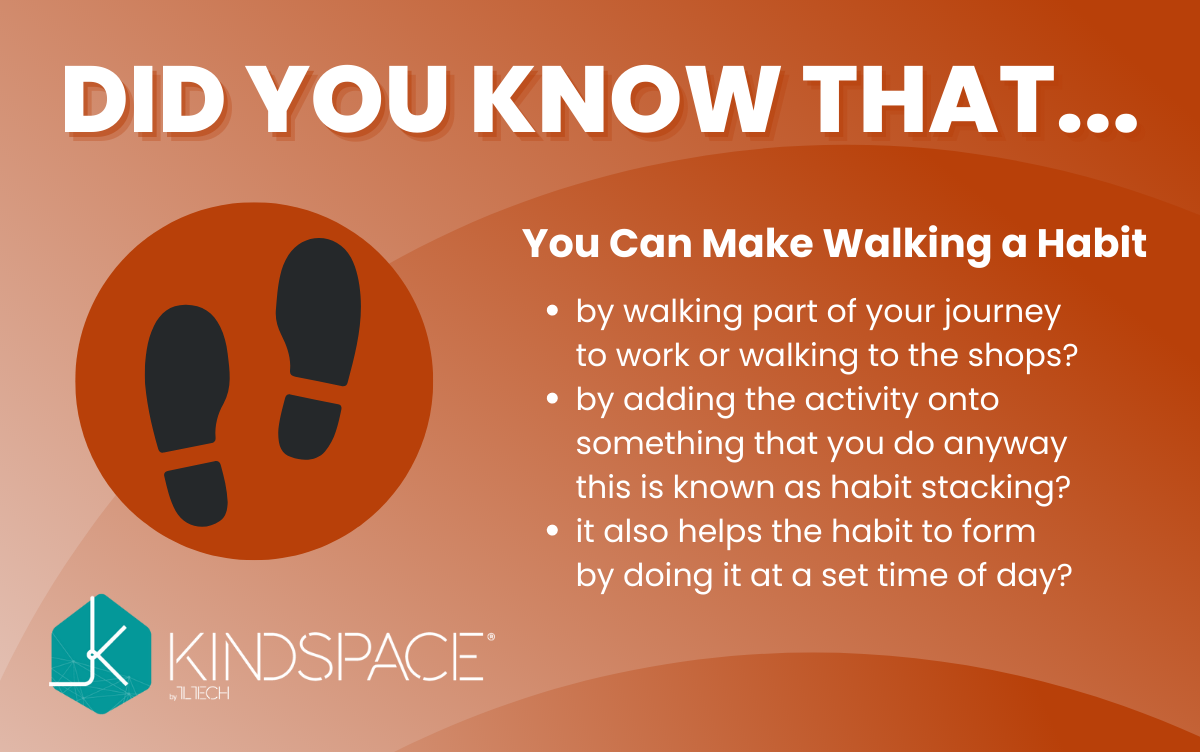 DID YOU KNOW THAT...
You Can Make Walking a Habit
• by walking part of your journey
to work or walking to the shops?
• by adding the activity onto
something that you do anyway
this is known as habit stacking?
• it also helps the habit to form
by doing it at a set time of day?
KINDSPACE®
by TLTECH